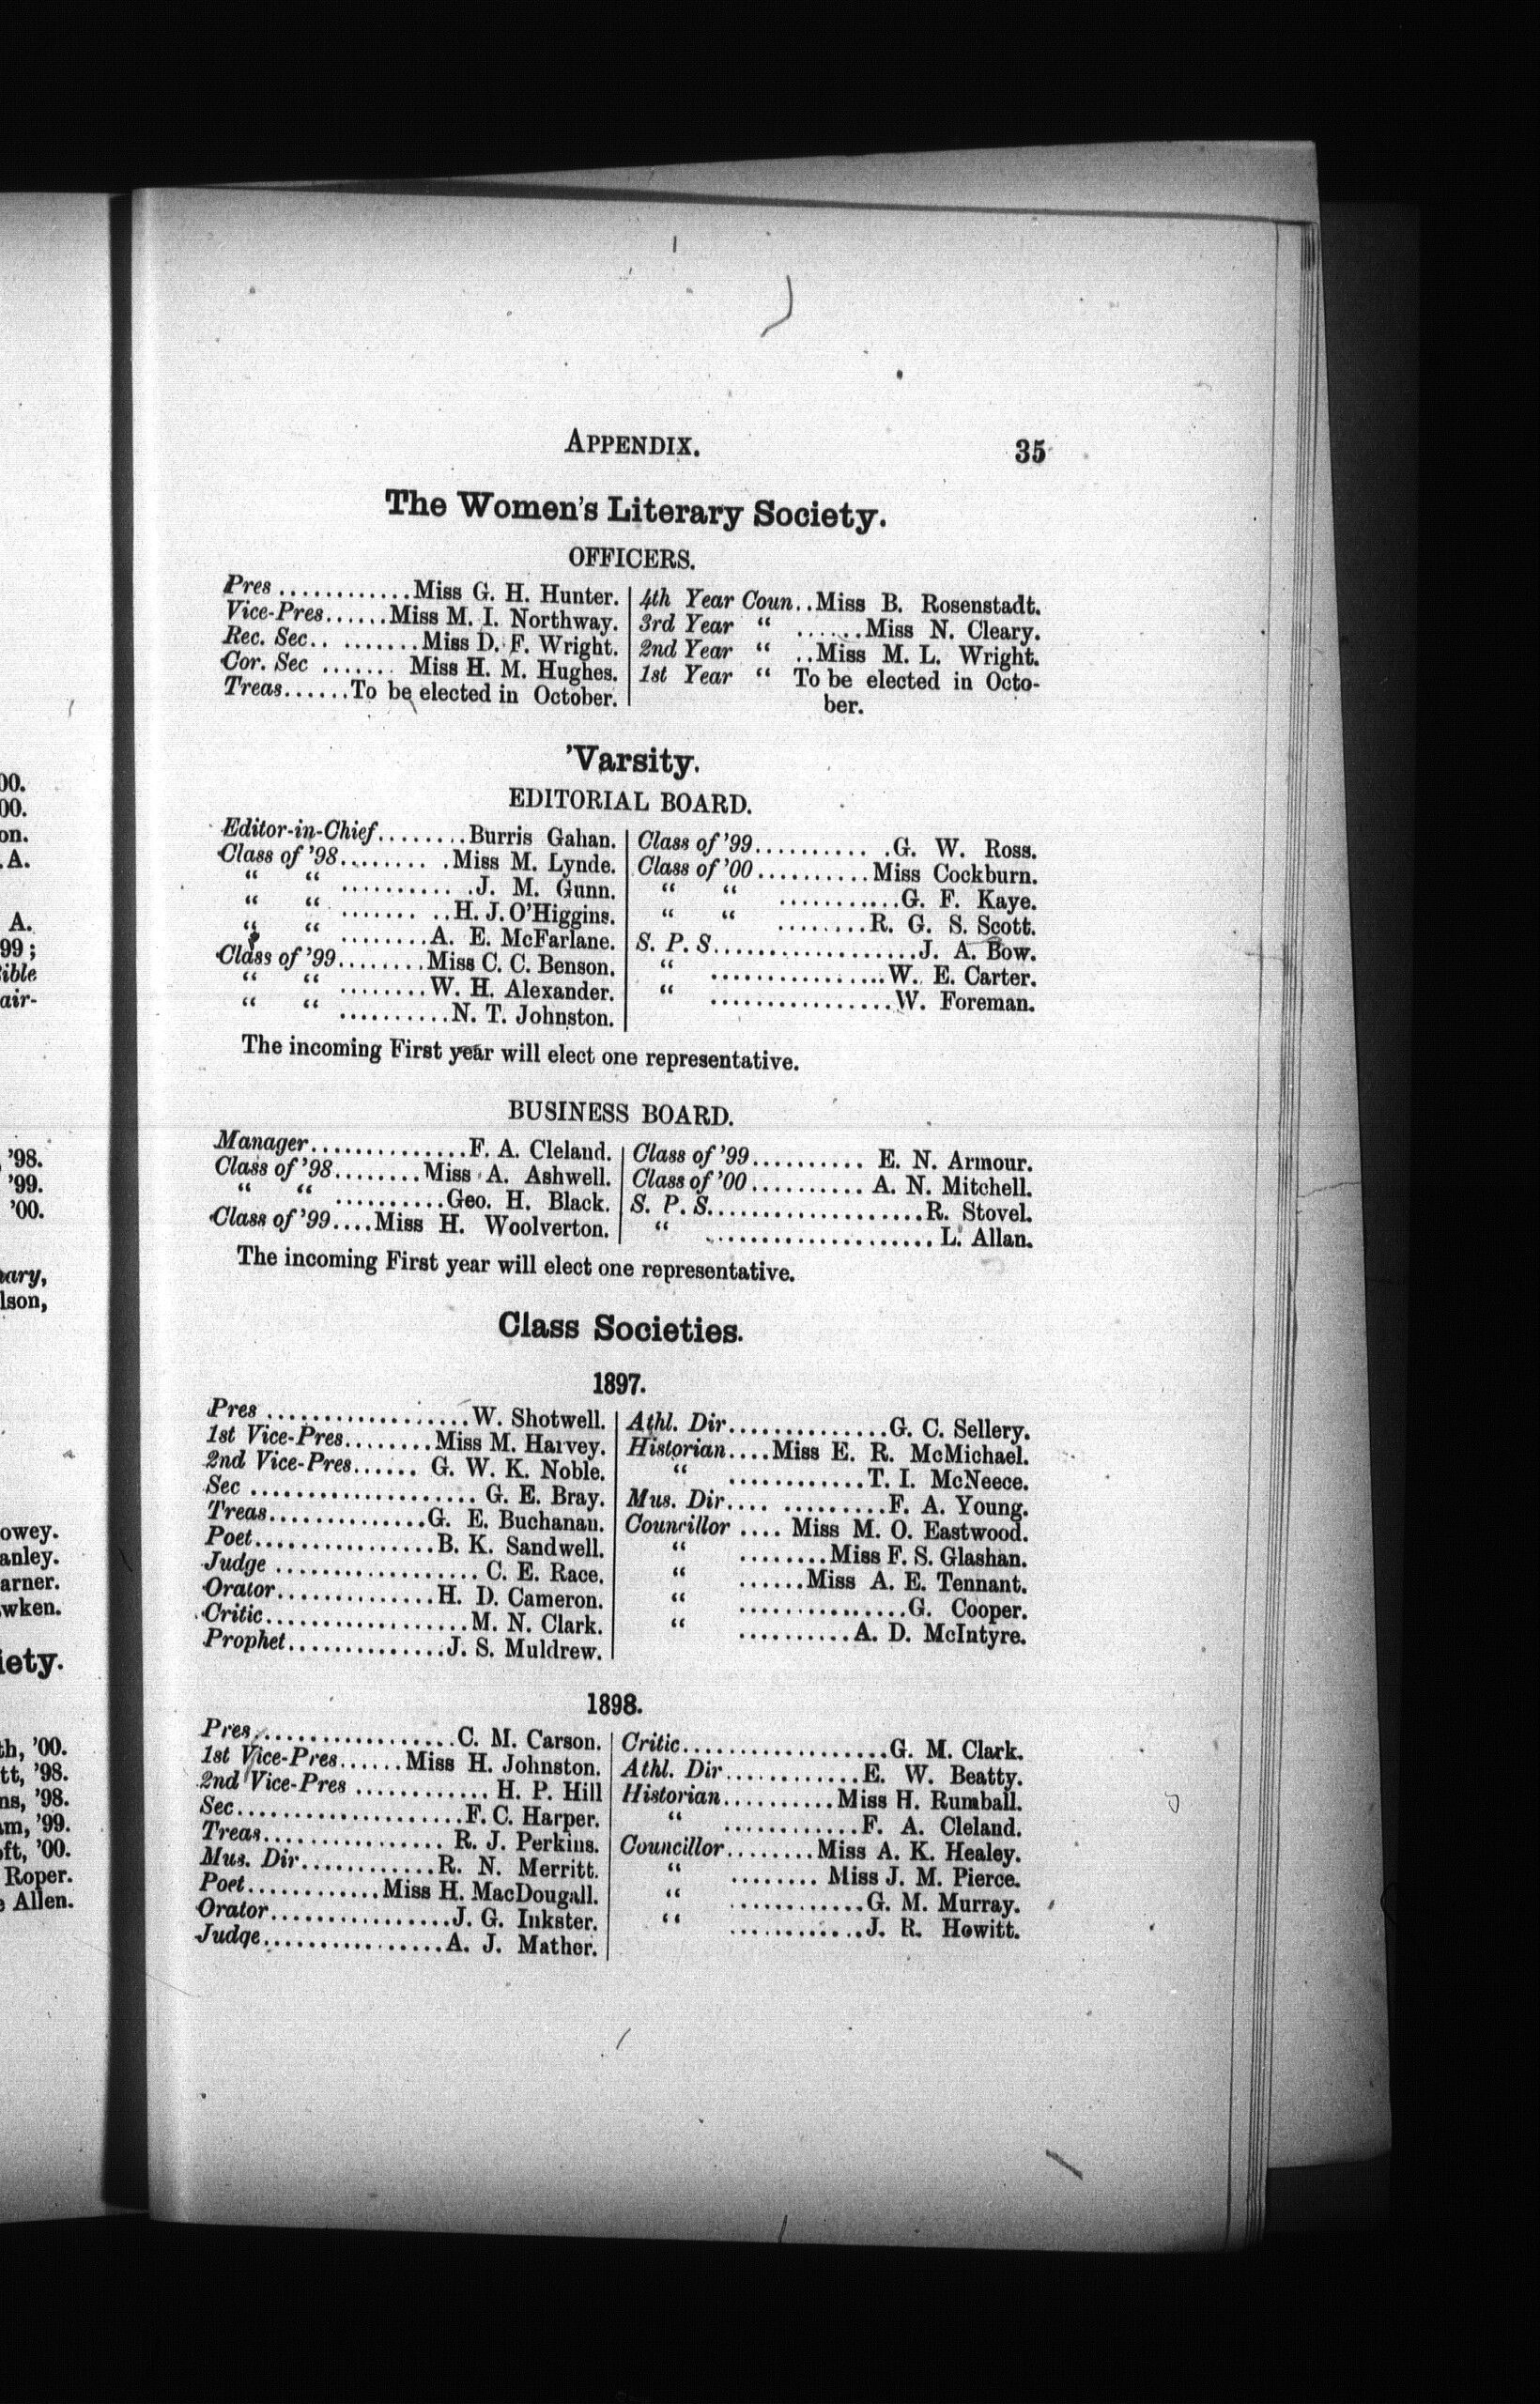 APPENDIX. 35
The Women's Literary Society.
OFFICERS.
Pres ............ Miss G. H. Hunter.
Vice-Pres ...... Miss M. I. Northway.
Rec. Sec .. ....... Miss D. F. Wright.
Cor. Sec ....... Miss H. M. Hughes.
Treas ...... To be elected in October.
4th Year Coun .. Miss B. Rosenstadt.
3rd Year “ ...... Miss N. Cleary.
2nd Year “ .. Miss M. L. Wright.
1st Year “ To be elected in Octo-
ber.
'Varsity.
EDITORIAL BOARD.
Editor-in-Chief ........ Burris Gahan.
Class of '98 ........ . Miss M. Lynde.
“ “ .......... . J. M. Gunn.
“ “ ....... .. H. J. O'Higgins.
“ “ ........ A. E. McFarlane.
Class of '99 ........ Miss C. C. Benson.
“ “ ........ W. H. Alexander.
“ “ .......... N. T. Johnston.
Class of '99 .......... . G. W. Ross.
Class of '00 .......... Miss Cockburn.
“ “ ........... G. F. Kaye.
“ “ ........ R. G. S. Scott.
S. P. S. ................. J. A. Bow.
“ ................ W. E. Carter.
“ ................ W. Foreman.
The incoming First year will elect one representative.
BUSINESS BOARD.
Manager .............. F. A. Cleland.
Class of '98 ........ Miss A. Ashwell.
“ “ .......... Geo. H. Black.
Class of '99 .... Miss H. Woolverton.
Class of '99 .......... E. N. Armour.
Class of '00 .......... A. N. Mitchell.
S. P. S. ................... R. Stovel.
“ .................... L. Allan.
The incoming First year will elect one representative.
Class Societies.
1897.
Pres .................. W. Shotwell.
1st Vice-Pres ........ Miss M. Harvey.
2nd Vice-Pres ...... G. W. K. Noble.
Sec .................... G. E. Bray.
Treas .............. G. E. Buchanan.
Poet ................ B. K. Sandwell.
Judge .................. C. E. Race.
Orator .............. H. D. Cameron.
Critic .................. M. N. Clark.
Prophet .............. J. S. Muldrew.
Athl. Dir .............. G. C. Sellery.
Historian .... Miss E. R. McMichael.
“ ............ T. I. McNeece.
Mus. Dir .... ......... F. A. Young.
Councillor .... Miss M. O. Eastwood.
“ ........ Miss F. S. Glashan.
“ ...... Miss A. E. Tennant.
“ ............... G. Cooper.
“ .......... A. D. McIntyre.
1898.
Pres .................. C. M. Carson.
1st Vice-Pres ...... Miss H. Johnston.
2nd Vice-Pres ............ H. P. Hill
Sec .................... F. C. Harper.
Treas ................ R. J. Perkins.
Mus. Dir ............ R. N. Merritt.
Poet ............ Miss H. MacDougall.
Orator ................ J. G. Inkster.
Judge ................ A. J. Mather.
Critic .................. G. M. Clark.
Athl. Dir ............ E. W. Beatty.
Historian .......... Miss H. Rumball.
“ ............ F. A. Cleland.
Councillor ........ Miss A. K. Healey.
“ ........ Miss J. M. Pierce.
“ ............ G. M. Murray.
“ ............ J. R. Howitt.